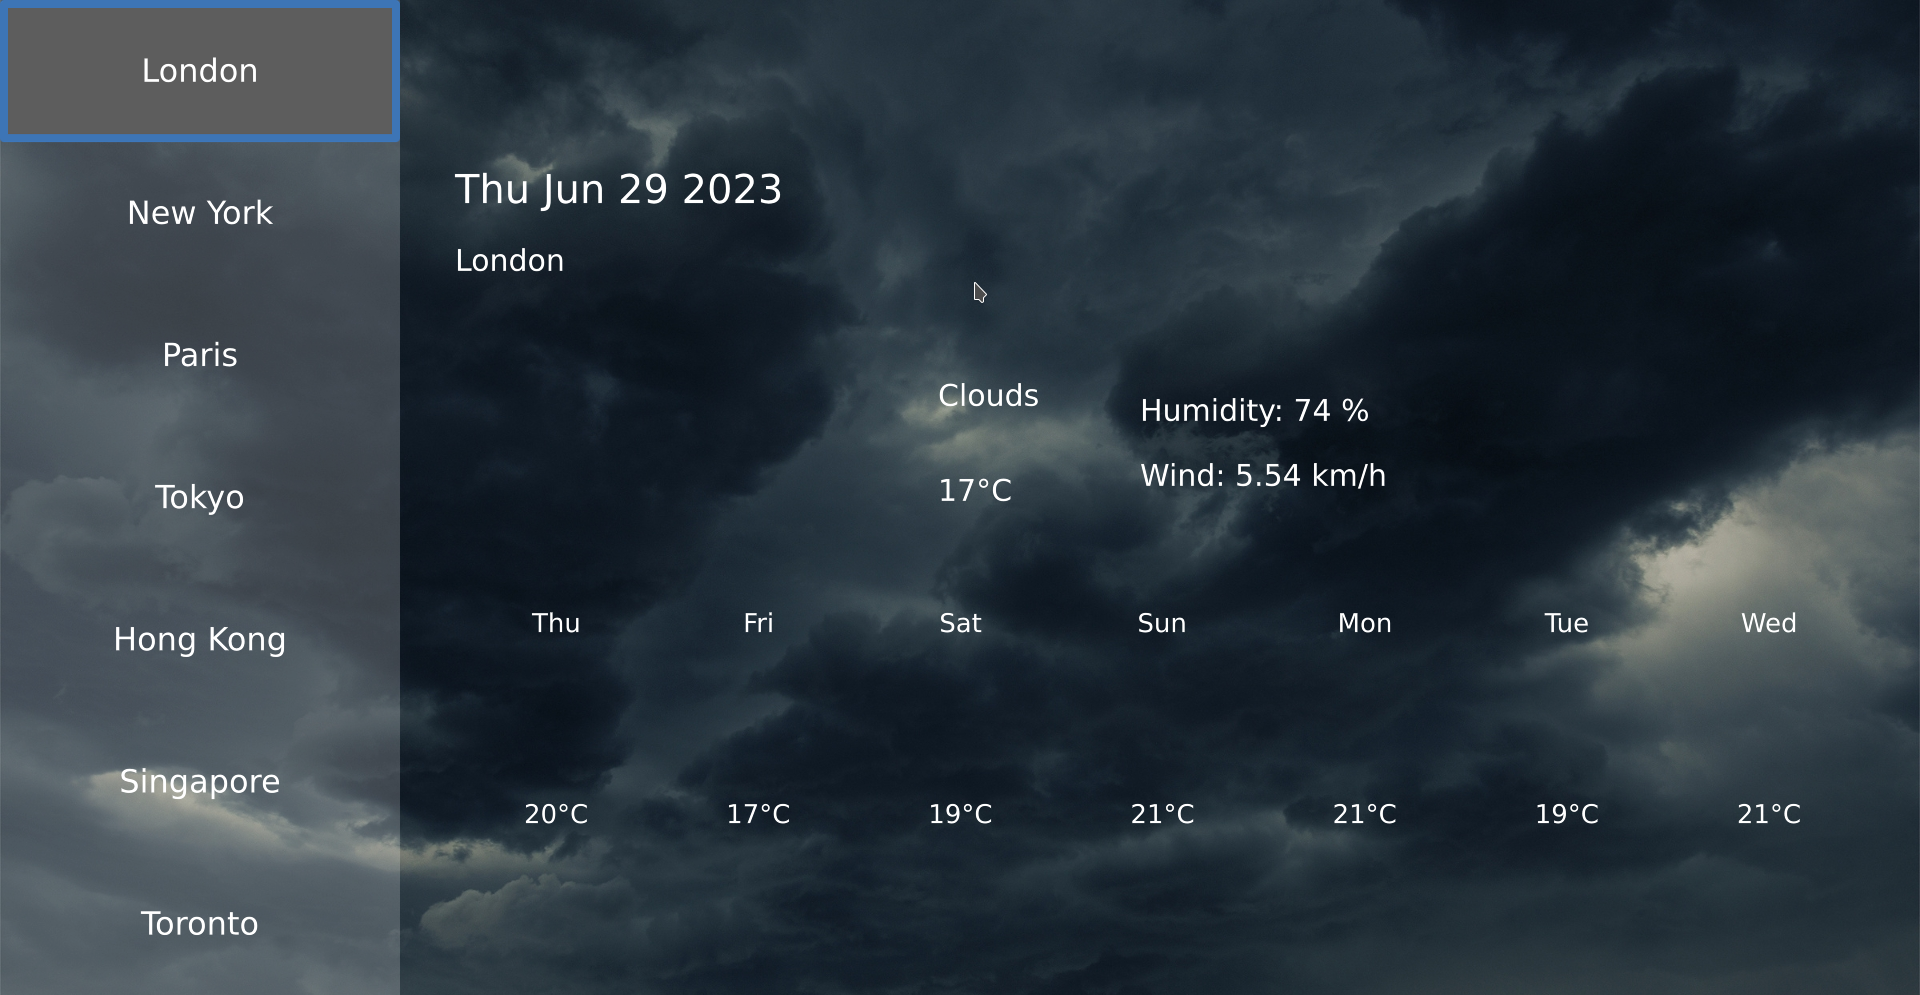 London
New York
Paris
Tokyo
Hong Kong
Singapore
Toronto
Thu Jun 29 2023
London
Clouds
17°C
Humidity: 74 %
Wind: 5.54 km/h
Thu Fri Sat Sun Mon Tue Wed
20°C 17°C 19°C 21°C 21°C 19°C 21°C